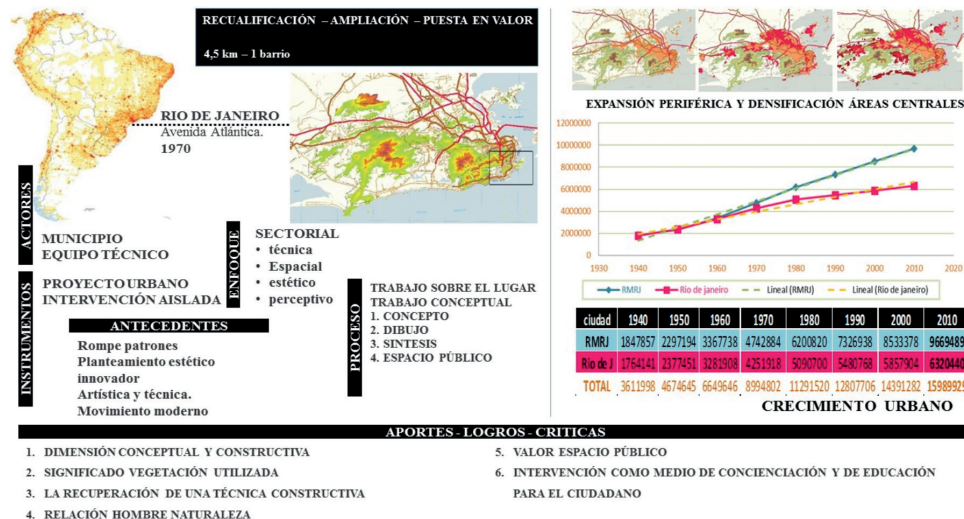 RECUALIFICACIÓN – AMPLIACIÓN – PUESTA EN VALOR
4,5 km – 1 barrio
RIO DE JANEIRO
Avenida Atlántica.
1970
ACTORES
MUNICIPIO
EQUIPO TÉCNICO
INSTRUMENTOS
PROYECTO URBANO
INTERVENCIÓN AISLADA
ANTECEDENTES
Rompe patrones
Planteamiento estético
innovador
Artística y técnica.
Movimiento moderno
ENFOQUE
SECTORIAL
• técnica
• Espacial
• estético
• perceptivo
PROCESO
TRABAJO SOBRE EL LUGAR
TRABAJO CONCEPTUAL
1. CONCEPTO
2. DIBUJO
3. SINTESIS
4. ESPACIO PÚBLICO
EXPANSIÓN PERIFÉRICA Y DENSIFICACIÓN ÁREAS CENTRALES
12000000
10000000
8000000
6000000
4000000
2000000
0
1930 1940 1950 1960 1970 1980 1990 2000 2010 2020
RMRJ Rio de janeiro Lineal (RMRJ) Lineal (Rio de janeiro)
ciudad 1940 1950 1960 1970 1980 1990 2000 2010
RMRJ 1847857 2297194 3367738 4742884 6200820 7326938 8533378 9669489
Rio de J 1764141 2377451 3281908 4251918 5090700 5480768 5857904 6320440
TOTAL 3611998 4674645 6649646 8994802 11291520 12807706 14391282 15989929
CRECIMIENTO URBANO
APORTES - LOGROS - CRITICAS
1. DIMENSIÓN CONCEPTUAL Y CONSTRUCTIVA
2. SIGNIFICADO VEGETACIÓN UTILIZADA
3. LA RECUPERACIÓN DE UNA TÉCNICA CONSTRUCTIVA
4. RELACIÓN HOMBRE NATURALEZA
5. VALOR ESPACIO PÚBLICO
6. INTERVENCIÓN COMO MEDIO DE CONCIENCIACIÓN Y DE EDUCACIÓN
PARA EL CIUDADANO